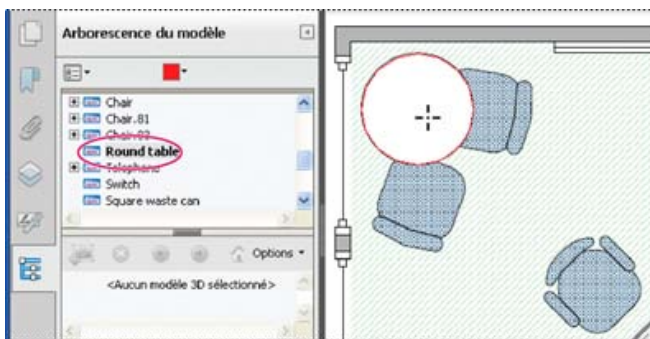 Arborescence du modèle
Chair
Chair.81
Chair.82
Round table
Telephone
Switch
Square waste can
Options
<Aucun modèle 3D sélectionné>